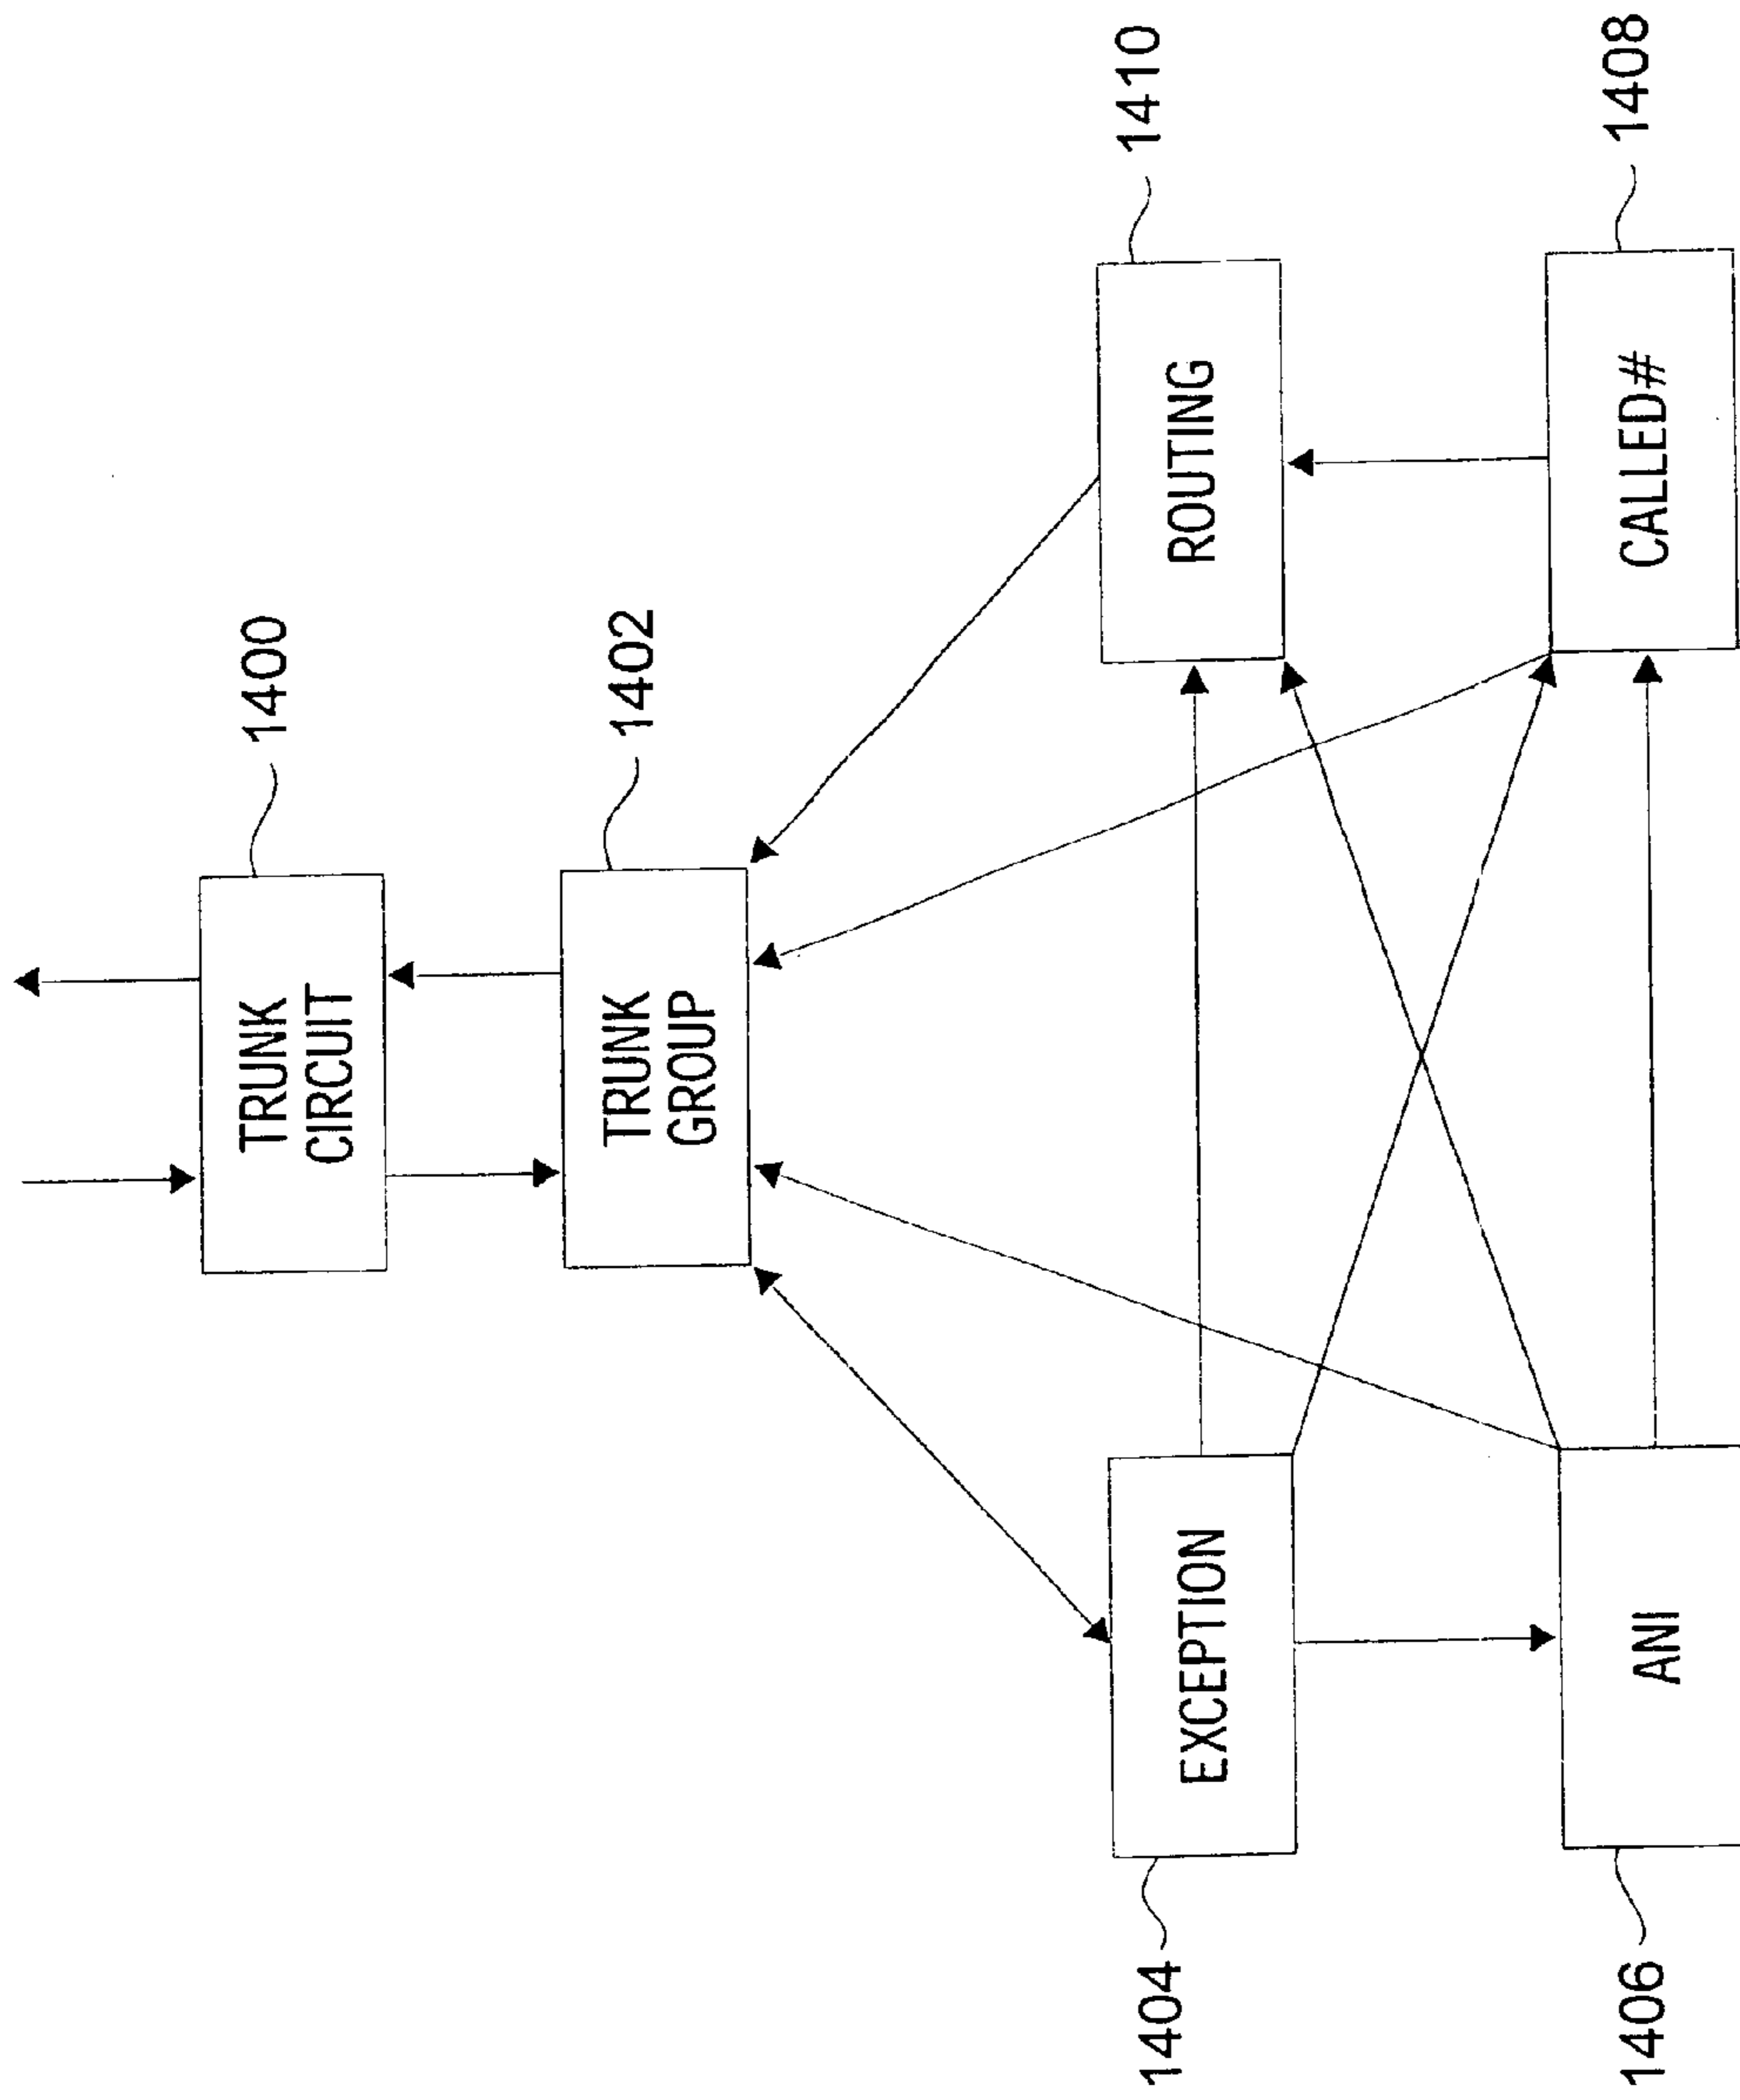 TRUNK
CIRCUIT
1400
TRUNK
GROUP
1402
1404
EXCEPTION
ROUTING
1410
1406
ANI
CALLED#
1408